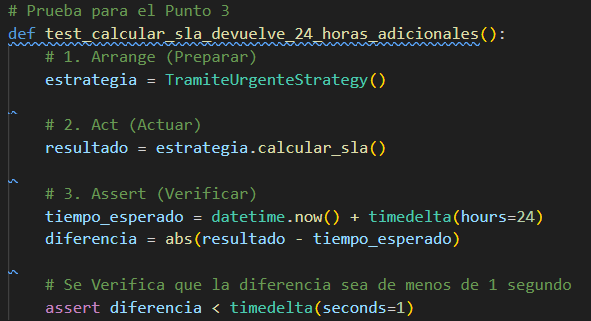 # Prueba para el Punto 3
def test_calcular_sla_devuelve_24_horas_adicionales():
    # 1. Arrange (Preparar)
    estrategia = TramiteUrgenteStrategy()

    # 2. Act (Actuar)
    resultado = estrategia.calcular_sla()

    # 3. Assert (Verificar)
    tiempo_esperado = datetime.now() + timedelta(hours=24)
    diferencia = abs(resultado - tiempo_esperado)

    # Se Verifica que la diferencia sea de menos de 1 segundo
    assert diferencia < timedelta(seconds=1)